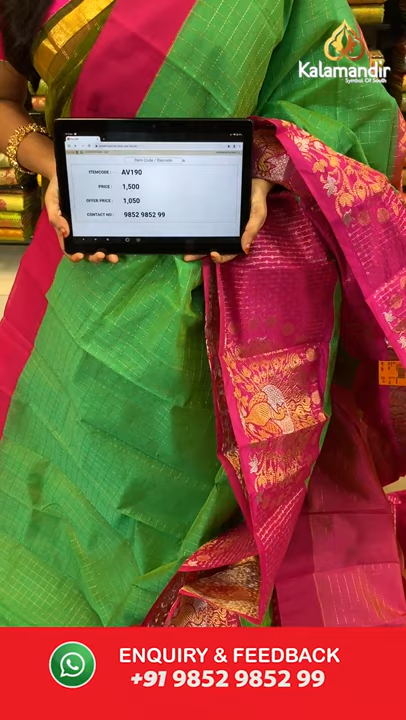 Kalamandir
Symbol Of South
Item Code / Barcode
ITEMCODE : AV190
PRICE : 1,500
OFFER PRICE : 1,050
CONTACT NO : 9852 9852 99
ENQUIRY & FEEDBACK
+91 9852 9852 99